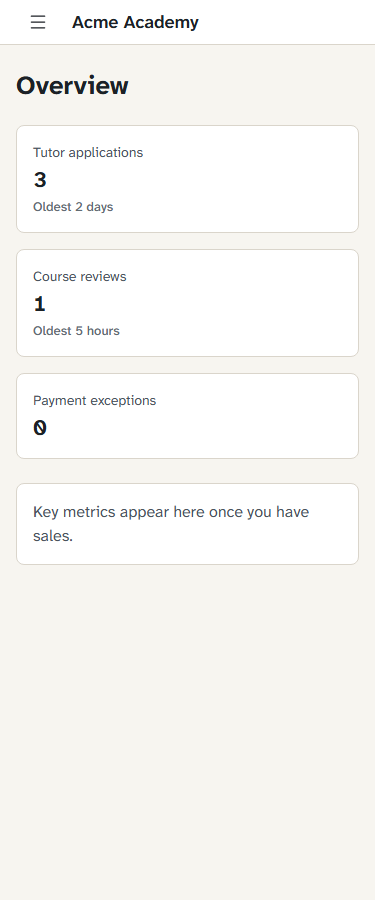 Acme Academy
Overview
Tutor applications
3
Oldest 2 days
Course reviews
1
Oldest 5 hours
Payment exceptions
0
Key metrics appear here once you have
sales.